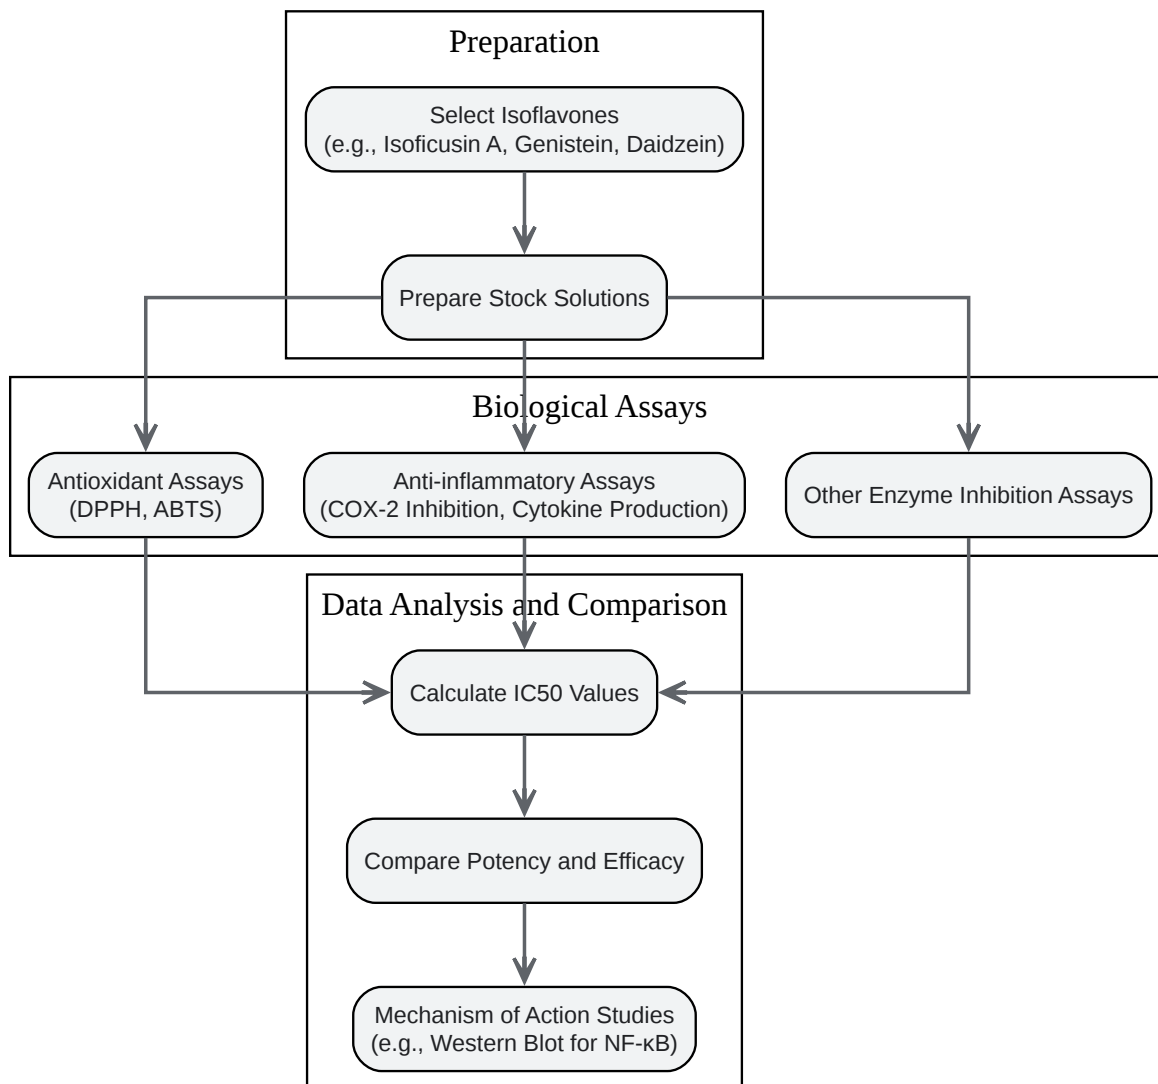 Preparation
Select Isoflavones
(e.g., Isoficusin A, Genistein, Daidzein)
Prepare Stock Solutions
Biological Assays
Antioxidant Assays
(DPPH, ABTS)
Anti-inflammatory Assays
(COX-2 Inhibition, Cytokine Production)
Other Enzyme Inhibition Assays
Data Analysis and Comparison
Calculate IC50 Values
Compare Potency and Efficacy
Mechanism of Action Studies
(e.g., Western Blot for NF-κB)